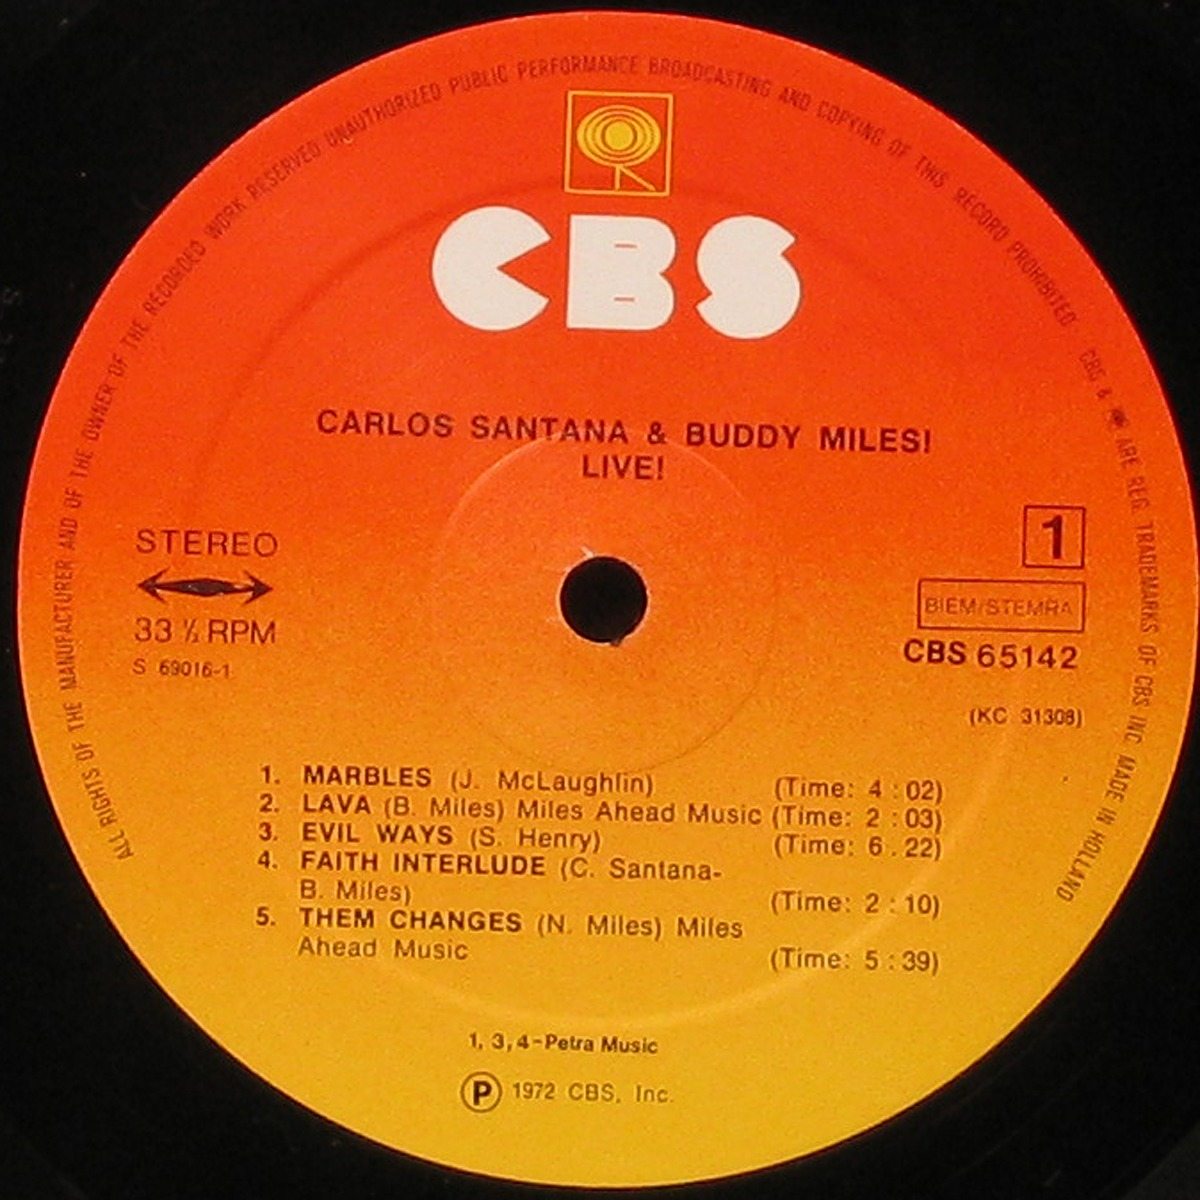 ALL RIGHTS OF THE MANUFACTURER AND OF THE OWNER OF THE RECORDED WORK RESERVED UNAUTHORIZED PUBLIC PERFORMANCE BROADCASTING AND COPYING OF THIS RECORD PROHIBITED CBS & ARE REG. TRADEMARKS OF CBS INC. MADE IN HOLLAND
CBS
CARLOS SANTANA & BUDDY MILES!
LIVE!
STEREO
33 ⅓ RPM
S 69016-1
1
BIEM/STEMRA
CBS 65142
(KC 31308)
1. MARBLES (J. McLaughlin) (Time: 4 : 02)
2. LAVA (B. Miles) Miles Ahead Music (Time: 2 : 03)
3. EVIL WAYS (S. Henry) (Time: 6 . 22)
4. FAITH INTERLUDE (C. Santana-
B. Miles) (Time: 2 : 10)
5. THEM CHANGES (N. Miles) Miles
Ahead Music (Time: 5 : 39)
1, 3, 4-Petra Music
℗ 1972 CBS, Inc.